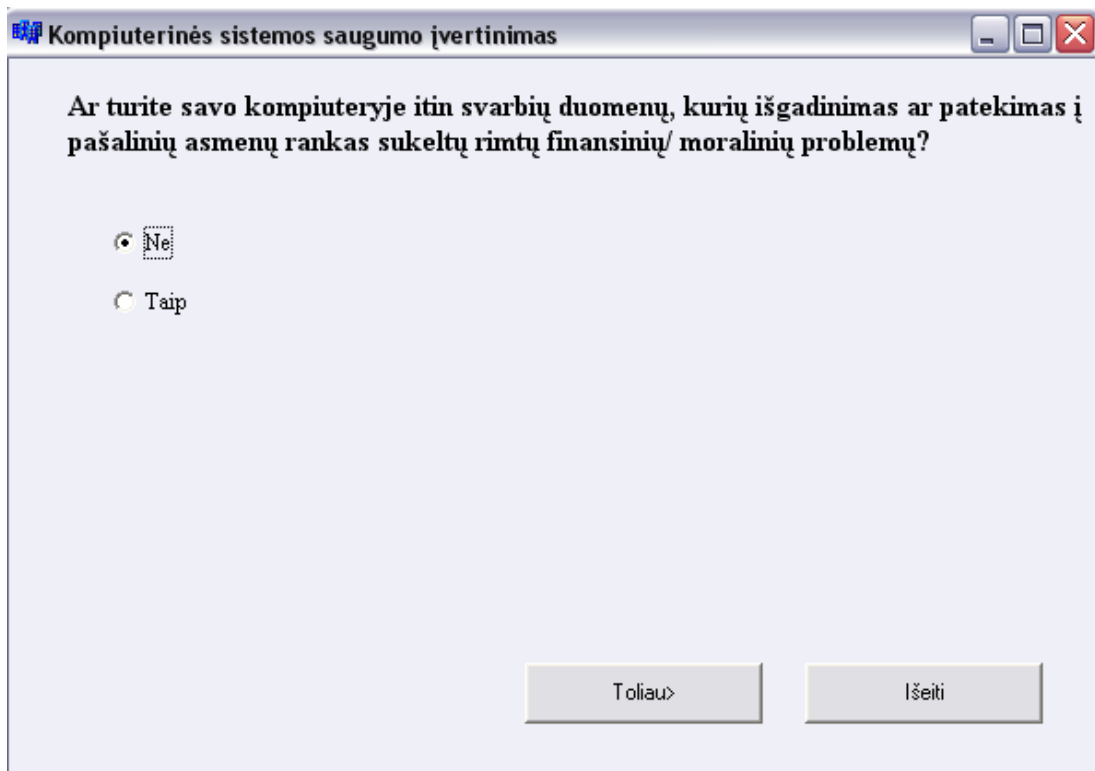 Kompiuterinės sistemos saugumo įvertinimas
Ar turite savo kompiuteryje itin svarbių duomenų, kurių išgadinimas ar patekimas į
pašalinių asmenų rankas sukeltų rimtų finansinių/ moralinių problemų?
Ne
Taip
Toliau>
Išeiti